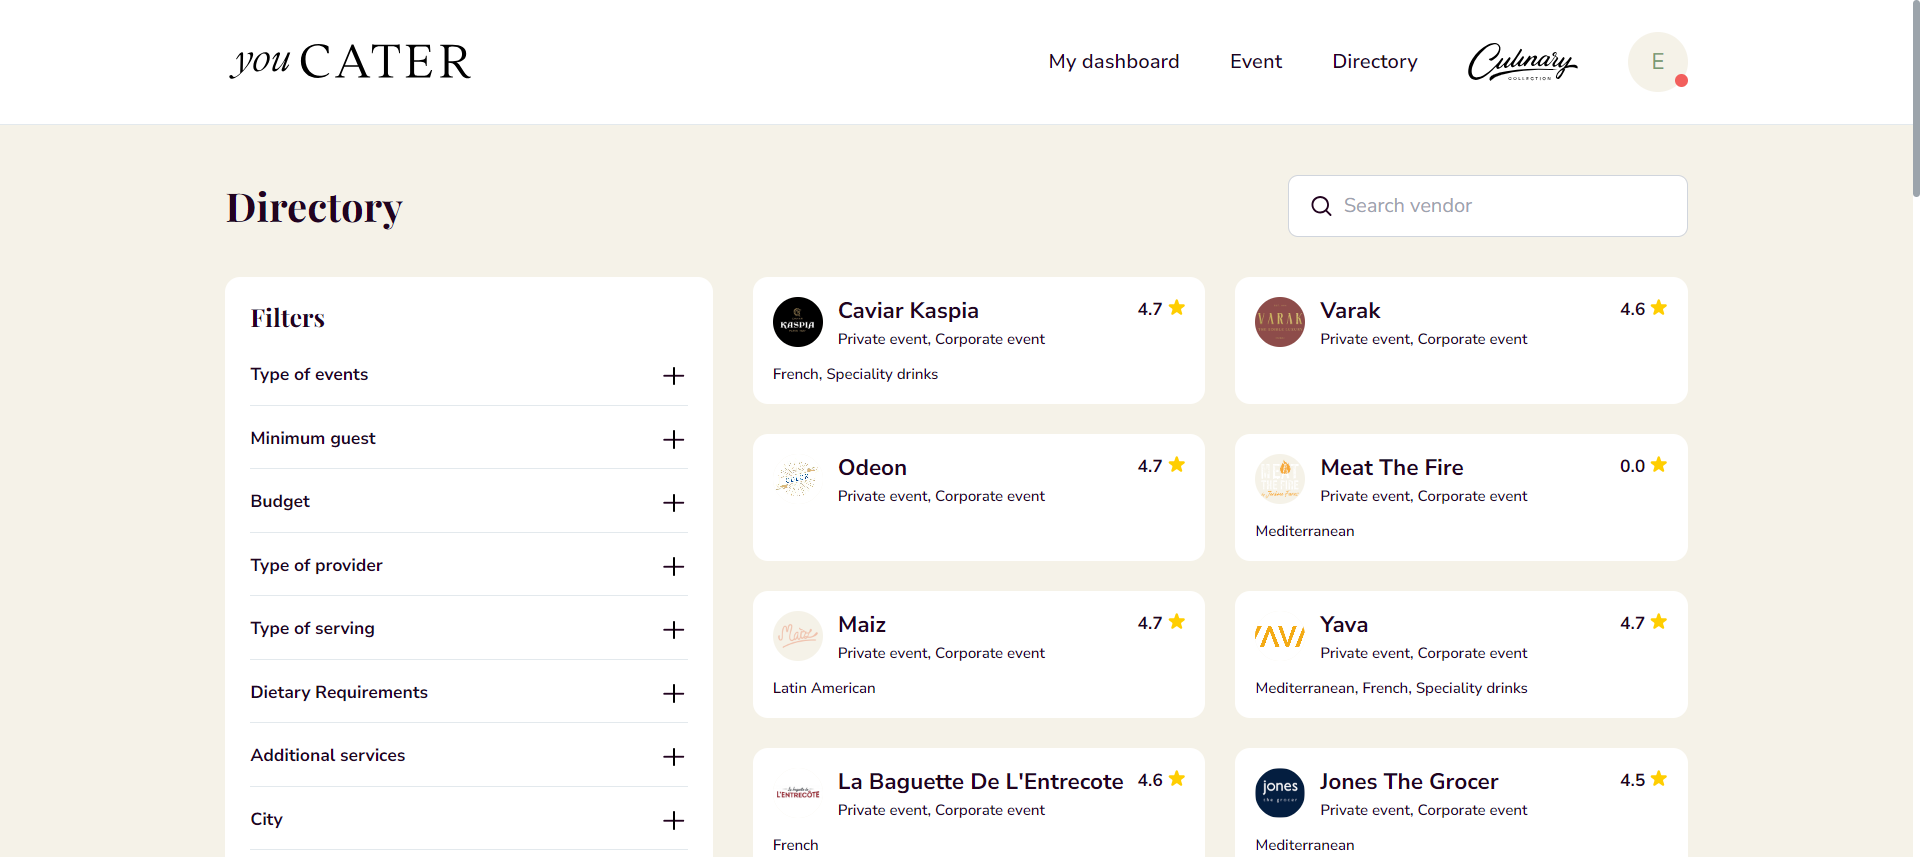 you CATER
My dashboard
Event
Directory
Culinary
COLLECTION
E
Directory
Search vendor
Filters
Type of events
Minimum guest
Budget
Type of provider
Type of serving
Dietary Requirements
Additional services
City
KASPIA
Caviar Kaspia
4.7
Private event, Corporate event
French, Speciality drinks
VARAK
Varak
4.6
Private event, Corporate event
Odeon
4.7
Private event, Corporate event
MEAT
THE FIRE
Meat The Fire
0.0
Private event, Corporate event
Mediterranean
Maiz
Maiz
4.7
Private event, Corporate event
Latin American
YAVA
Yava
4.7
Private event, Corporate event
Mediterranean, French, Speciality drinks
L'ENTRECÔTE
La Baguette De L'Entrecote
4.6
Private event, Corporate event
French
jones
the grocer
Jones The Grocer
4.5
Private event, Corporate event
Mediterranean